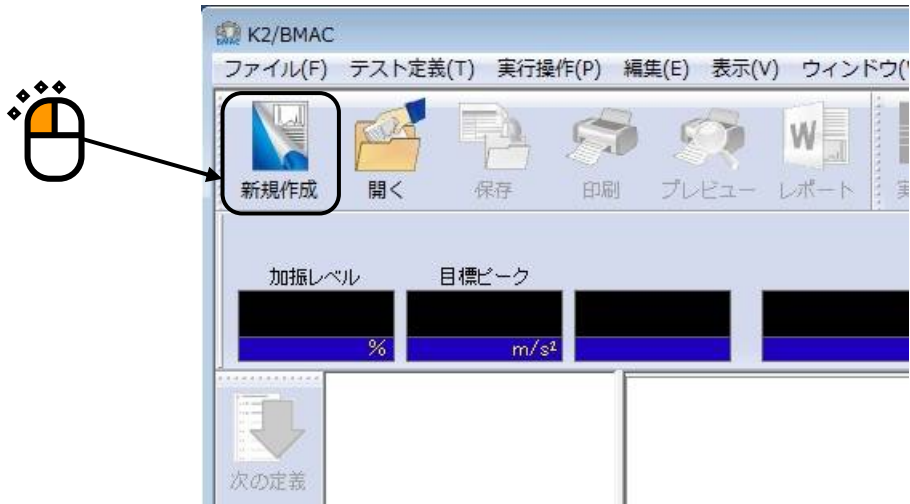 K2/BMAC
ファイル(F) テスト定義(T) 実行操作(P) 編集(E) 表示(V) ウィンドウ(
新規作成 開く 保存 印刷 プレビュー レポート
加振レベル 目標ピーク
% m/s²
次の定義